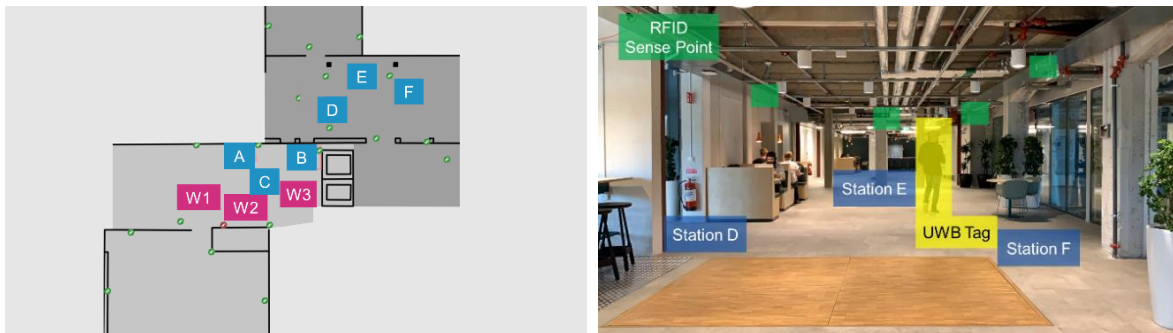 E
F
D
A
B
C
W1
W3
W2
RFID
Sense Point
Station E
Station D
UWB Tag
Station F